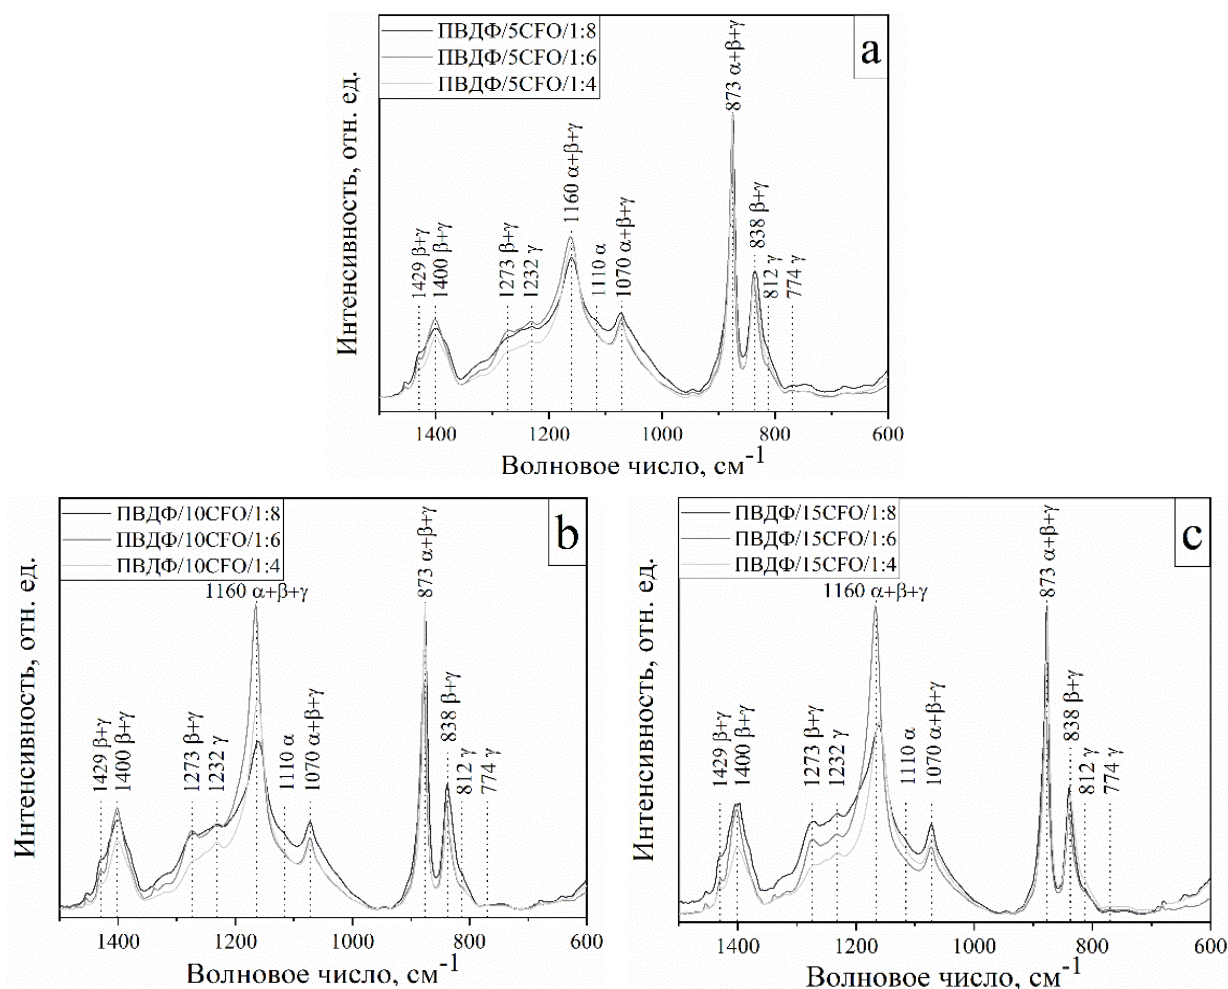 ПВДФ/5CFO/1:8
ПВДФ/5CFO/1:6
ПВДФ/5CFO/1:4
a
Интенсивность, отн. ед.
1429 β+γ
1400 β+γ
1273 β+γ
1232 γ
1160 α+β+γ
1110 α
1070 α+β+γ
873 α+β+γ
838 β+γ
812 γ
774 γ
1400
1200
1000
800
600
Волновое число, см-1
ПВДФ/10CFO/1:8
ПВДФ/10CFO/1:6
ПВДФ/10CFO/1:4
b
Интенсивность, отн. ед.
1429 β+γ
1400 β+γ
1273 β+γ
1232 γ
1160 α+β+γ
1110 α
1070 α+β+γ
873 α+β+γ
838 β+γ
812 γ
774 γ
1400
1200
1000
800
600
Волновое число, см-1
ПВДФ/15CFO/1:8
ПВДФ/15CFO/1:6
ПВДФ/15CFO/1:4
c
Интенсивность, отн. ед.
1429 β+γ
1400 β+γ
1273 β+γ
1232 γ
1160 α+β+γ
1110 α
1070 α+β+γ
873 α+β+γ
838 β+γ
812 γ
774 γ
1400
1200
1000
800
600
Волновое число, см-1